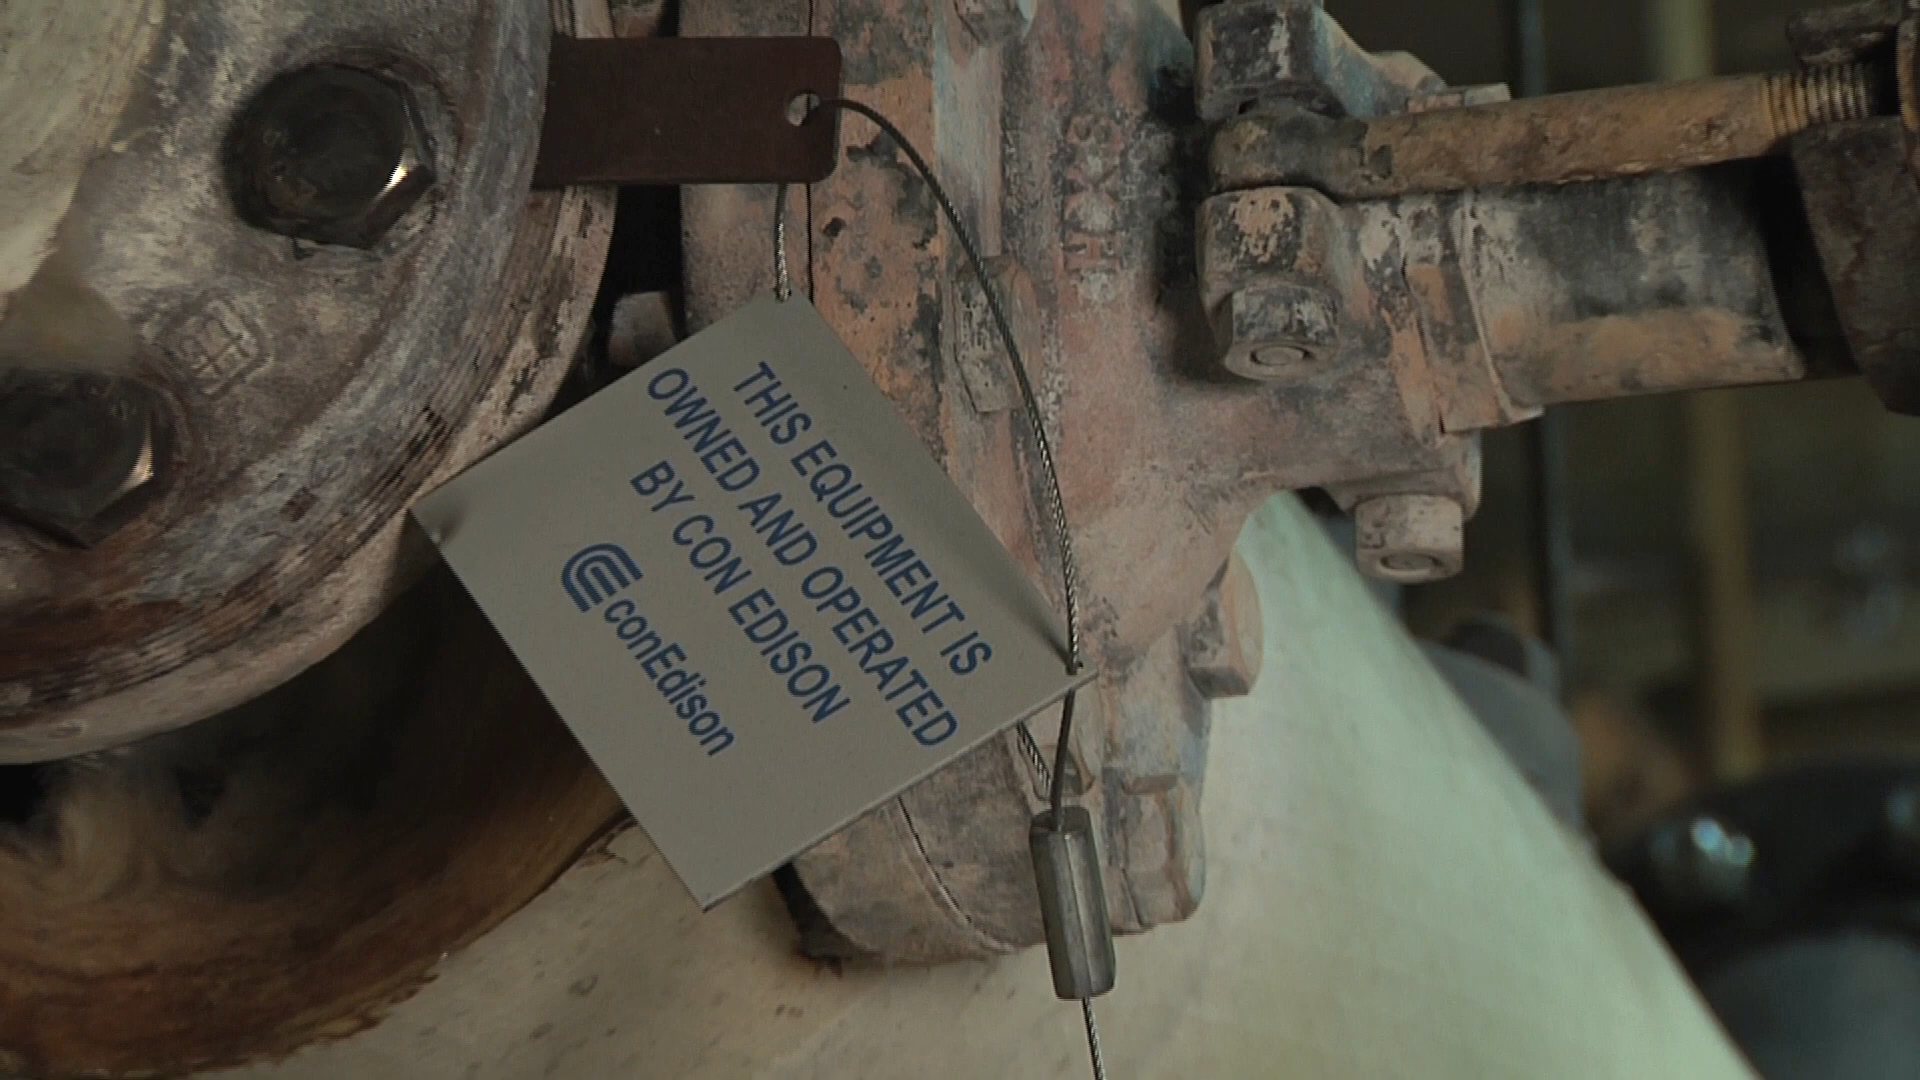 THIS EQUIPMENT IS
OWNED AND OPERATED
BY CON EDISON
conEdison